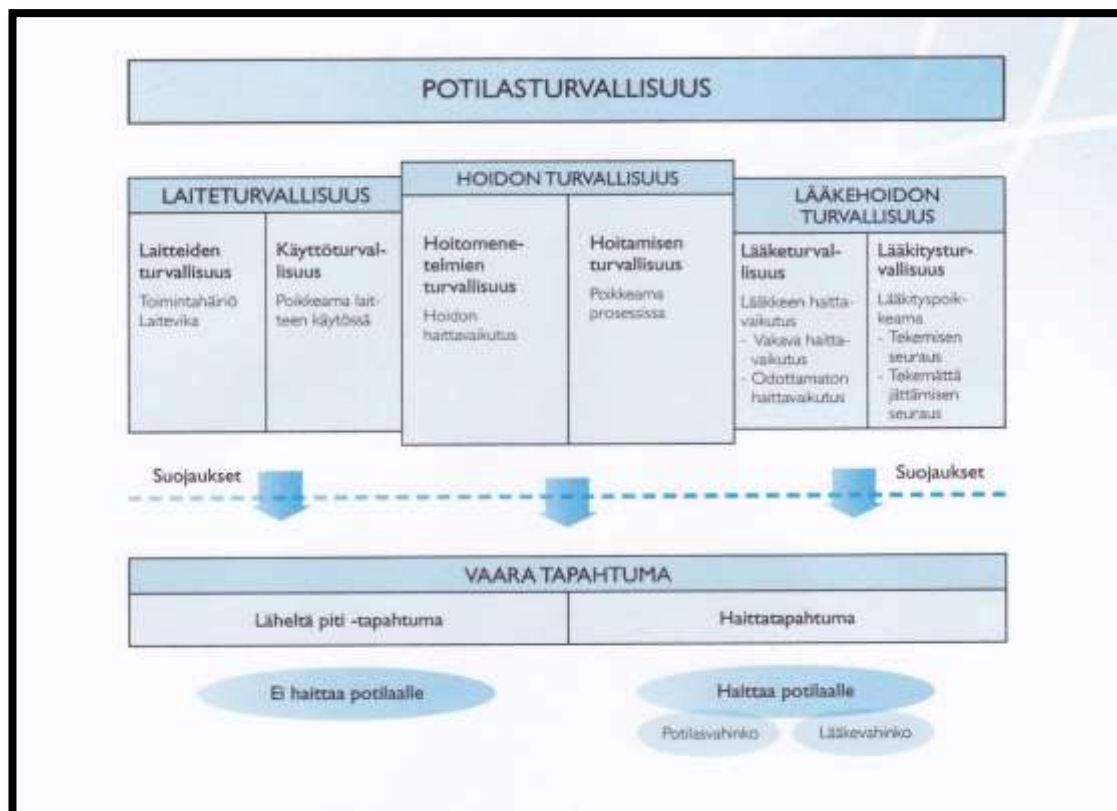 POTILASTURVALLISUUS
LAITETURVALLISUUS
Laitteiden
turvallisuus
Toimintahäiriö
Laitevika
Käyttöturval-
lisuus
Poikkeama lait-
teen käytössä
HOIDON TURVALLISUUS
Hoitomene-
telmien
turvallisuus
Hoidon
haittavaikutus
Hoitamisen
turvallisuus
Poikkeama
prosessissa
LÄÄKEHOIDON
TURVALLISUUS
Lääketurval-
lisuus
Lääkkeen haitta-
vaikutus
- Vakava haitta-
vaikutus
- Odottamaton
haittavaikutus
Lääkitystur-
vallisuus
Lääkityspoik-
keama
- Tekemisen
seuraus
- Tekemättä
jättämisen
seuraus
Suojaukset
Suojaukset
VAARA TAPAHTUMA
Läheltä piti -tapahtuma
Haittatapahtuma
Ei haittaa potilaalle
Haittaa potilaalle
Potilasvahinko
Lääkevahinko